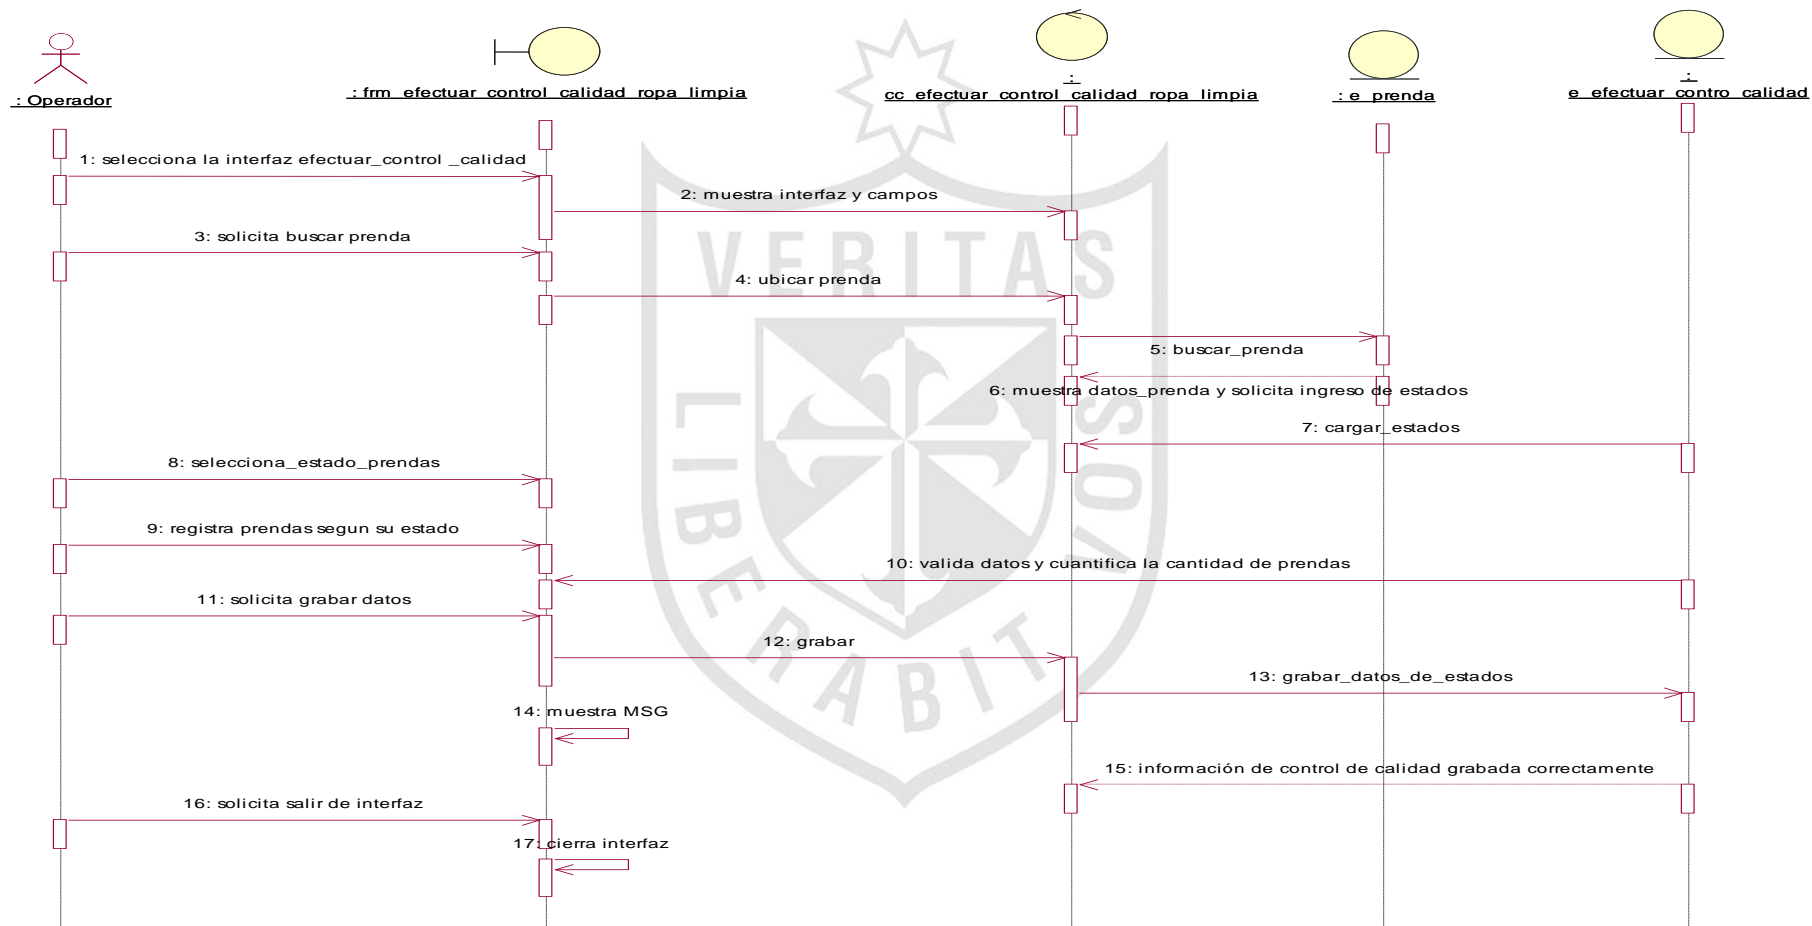 : Operador
: frm_efectuar_control_calidad_ropa_limpia
:
cc_efectuar_control_calidad_ropa_limpia
: e_prenda
:
e_efectuar_contro_calidad
1: selecciona la interfaz efectuar_control _calidad
2: muestra interfaz y campos
3: solicita buscar prenda
4: ubicar prenda
5: buscar_prenda
6: muestra datos_prenda y solicita ingreso de estados
7: cargar_estados
8: selecciona_estado_prendas
9: registra prendas segun su estado
10: valida datos y cuantifica la cantidad de prendas
11: solicita grabar datos
12: grabar
13: grabar_datos_de_estados
14: muestra MSG
15: información de control de calidad grabada correctamente
16: solicita salir de interfaz
17: cierra interfaz
VERITAS
LIBERABIT
SOV